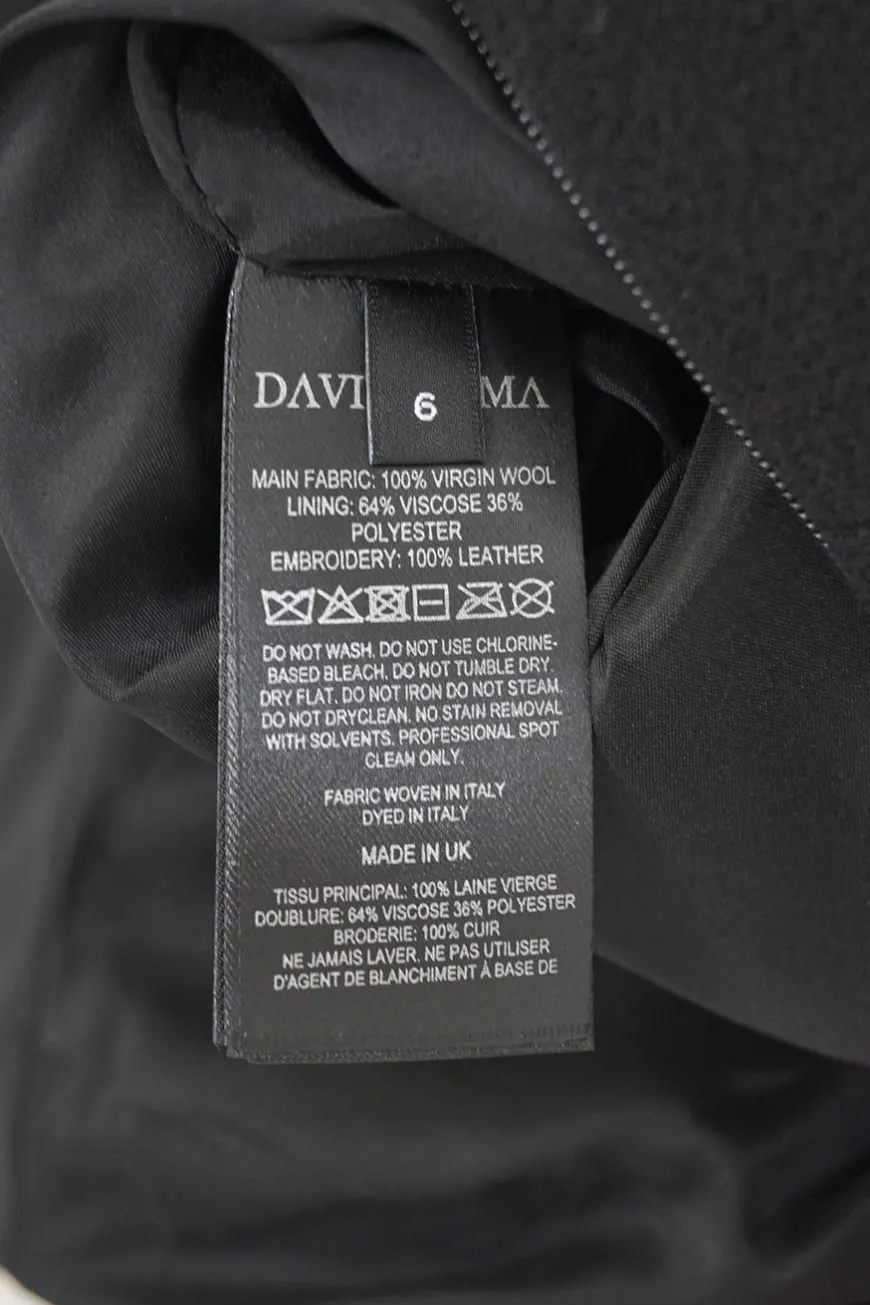 DΛVI
MΛ
6
MAIN FABRIC: 100% VIRGIN WOOL
LINING: 64% VISCOSE 36%
POLYESTER
EMBROIDERY: 100% LEATHER
DO NOT WASH. DO NOT USE CHLORINE-
BASED BLEACH. DO NOT TUMBLE DRY.
DRY FLAT. DO NOT IRON DO NOT STEAM.
DO NOT DRYCLEAN. NO STAIN REMOVAL
WITH SOLVENTS. PROFESSIONAL SPOT
CLEAN ONLY.
FABRIC WOVEN IN ITALY
DYED IN ITALY
MADE IN UK
TISSU PRINCIPAL: 100% LAINE VIERGE
DOUBLURE: 64% VISCOSE 36% POLYESTER
BRODERIE: 100% CUIR
NE JAMAIS LAVER. NE PAS UTILISER
D'AGENT DE BLANCHIMENT À BASE DE